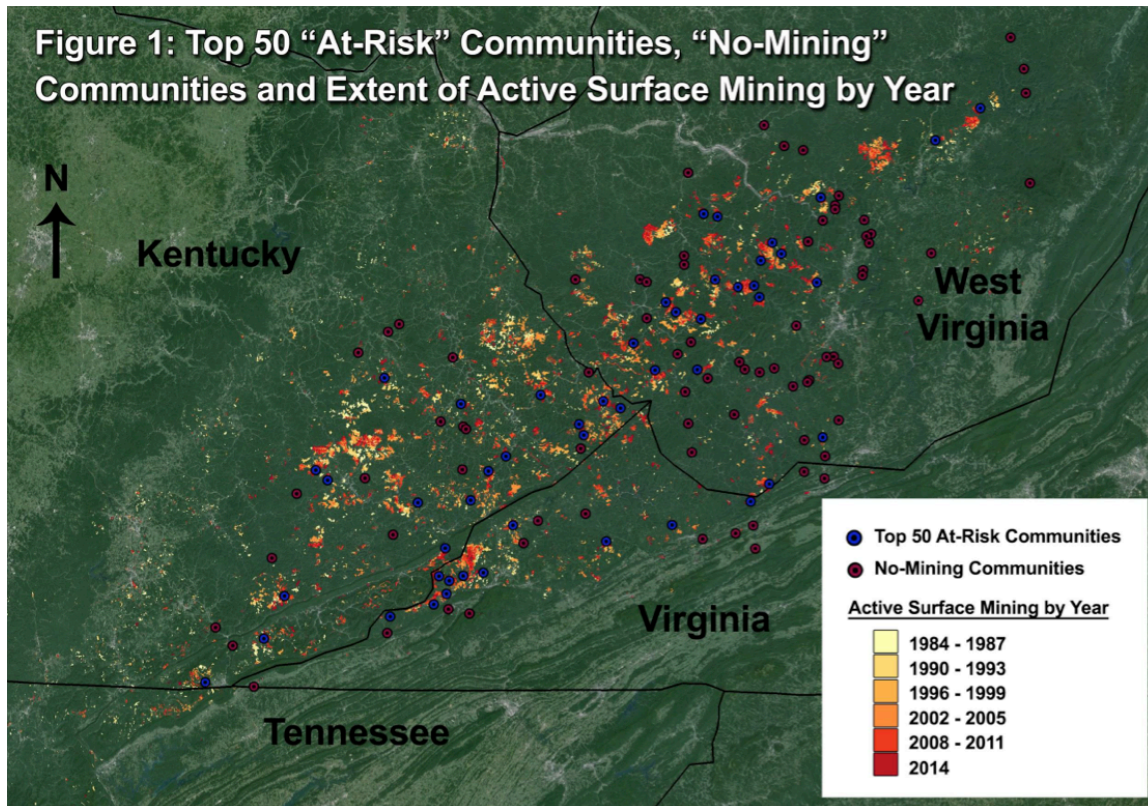 Figure 1: Top 50 “At-Risk” Communities, “No-Mining”
Communities and Extent of Active Surface Mining by Year
N
Kentucky
West
Virginia
Virginia
Tennessee
Top 50 At-Risk Communities
No-Mining Communities
Active Surface Mining by Year
1984 - 1987
1990 - 1993
1996 - 1999
2002 - 2005
2008 - 2011
2014